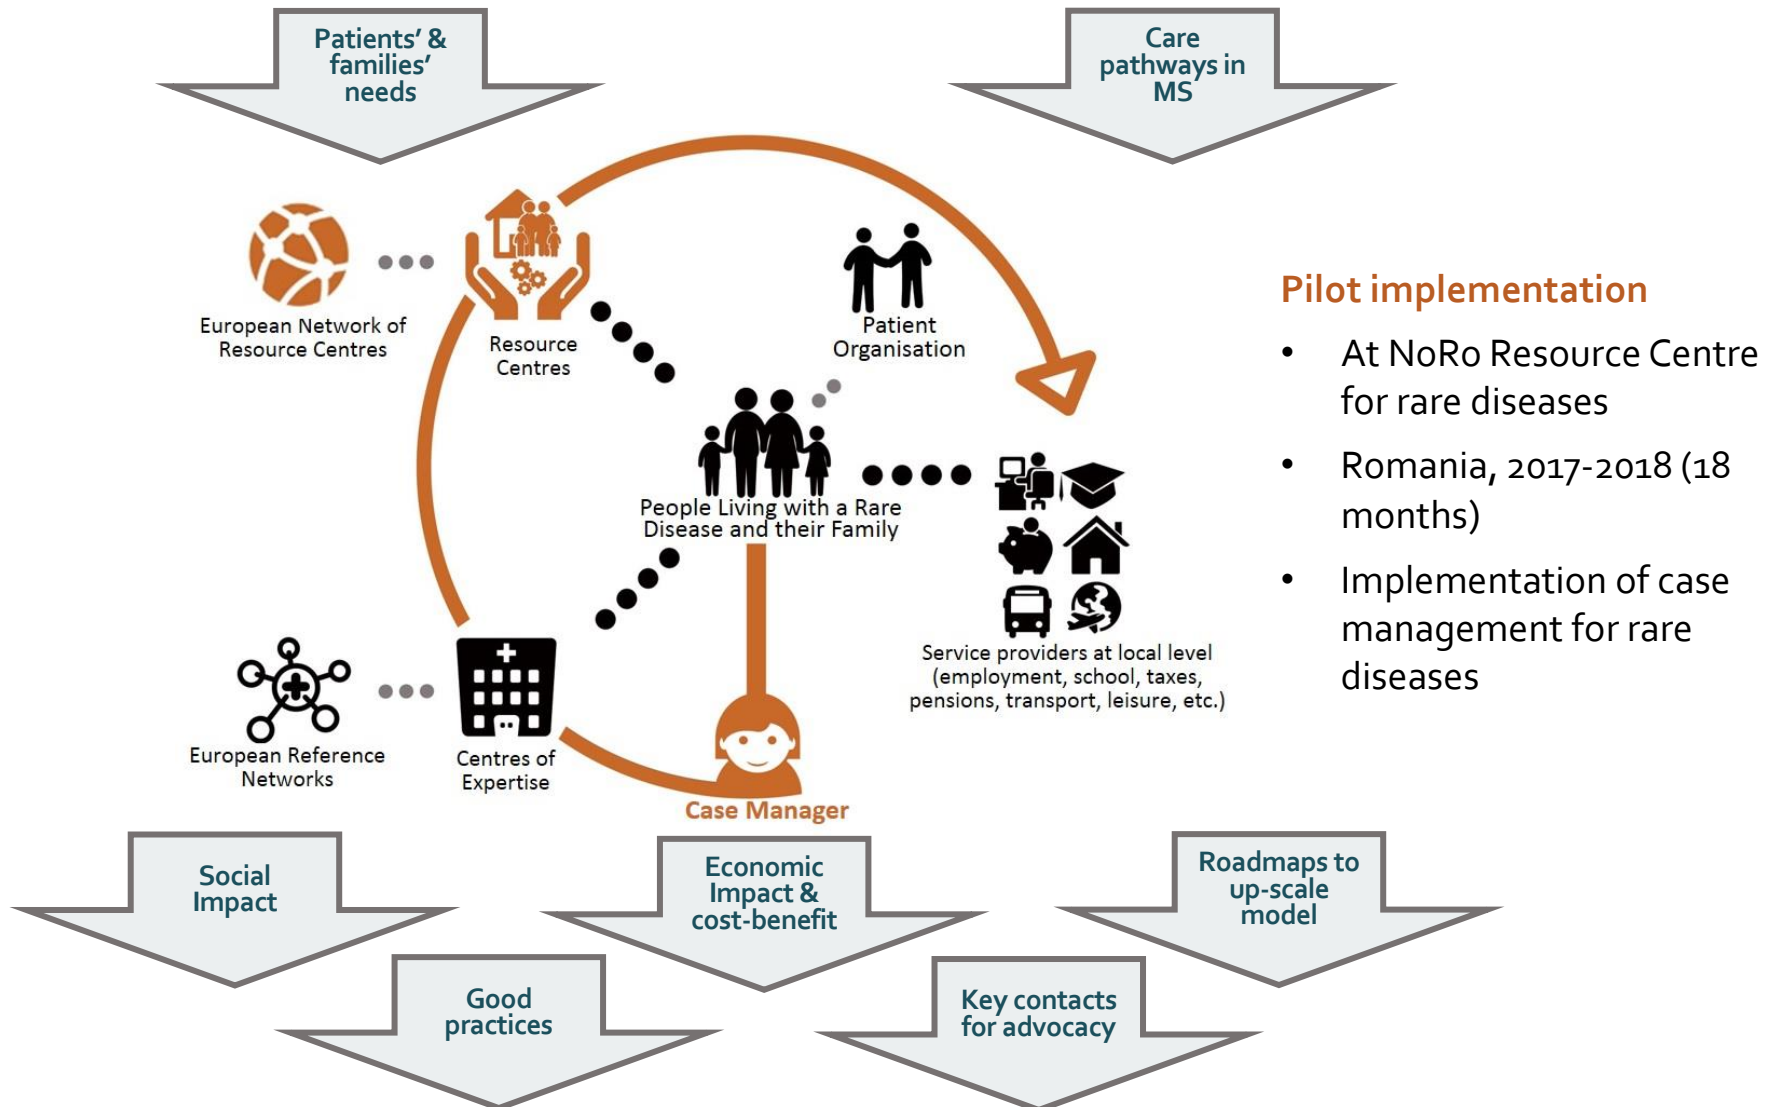 Patients’ &
families’
needs
Care
pathways in
MS
European Network of
Resource Centres
Resource
Centres
Patient
Organisation
People Living with a Rare
Disease and their Family
Service providers at local level
(employment, school, taxes,
pensions, transport, leisure, etc.)
European Reference
Networks
Centres of
Expertise
Case Manager
Pilot implementation
• At NoRo Resource Centre
for rare diseases
• Romania, 2017-2018 (18
months)
• Implementation of case
management for rare
diseases
Social
Impact
Economic
Impact &
cost-benefit
Roadmaps to
up-scale
model
Good
practices
Key contacts
for advocacy